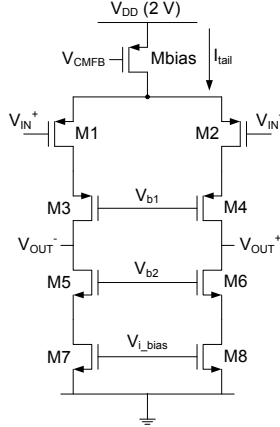 V_DD (2 V)
V_CMFB Mbias I_tail
V_IN^+ M1 M2 V_IN^-
M3 V_b1 M4
V_OUT^- V_OUT^+
M5 V_b2 M6
M7 V_i_bias M8